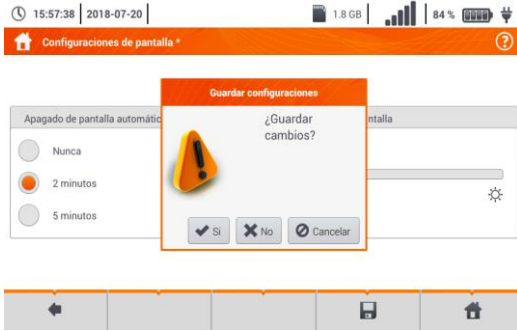 15:57:38 2018-07-20 1.8 GB 84 %
Configuraciones de pantalla *
Guardar configuraciones
¿Guardar
cambios?
Apagado de pantalla automátic
ntalla
Nunca
2 minutos
5 minutos
Si No Cancelar